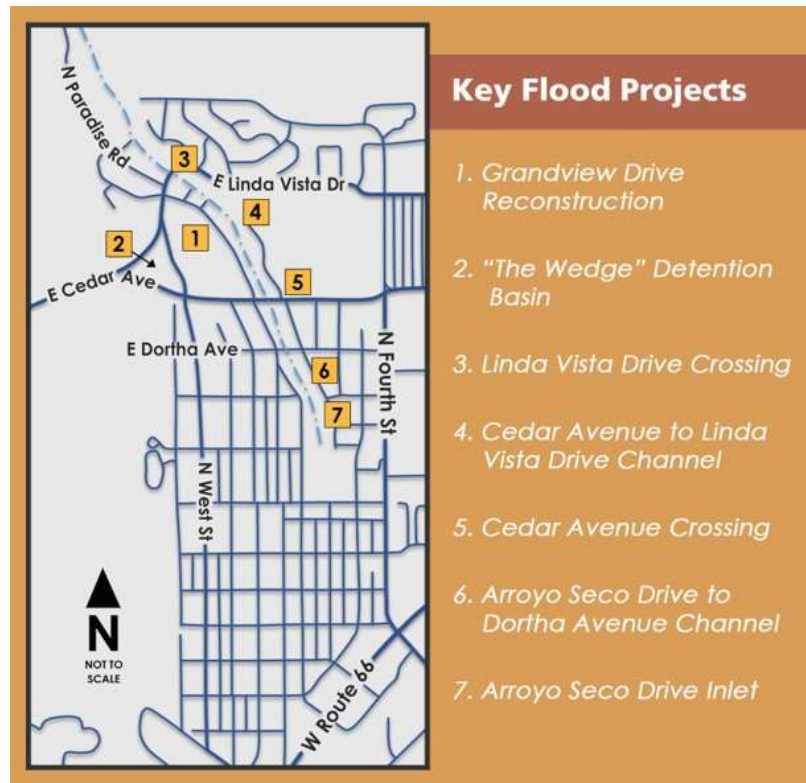 Key Flood Projects
1. Grandview Drive
Reconstruction
2. “The Wedge” Detention
Basin
3. Linda Vista Drive Crossing
4. Cedar Avenue to Linda
Vista Drive Channel
5. Cedar Avenue Crossing
6. Arroyo Seco Drive to
Dortha Avenue Channel
7. Arroyo Seco Drive Inlet
N Paradise Rd
3
E Linda Vista Dr
4
1
2
5
E Cedar Ave
E Dortha Ave
N Fourth St
6
7
N West St
N
NOT TO
SCALE
W Route 66